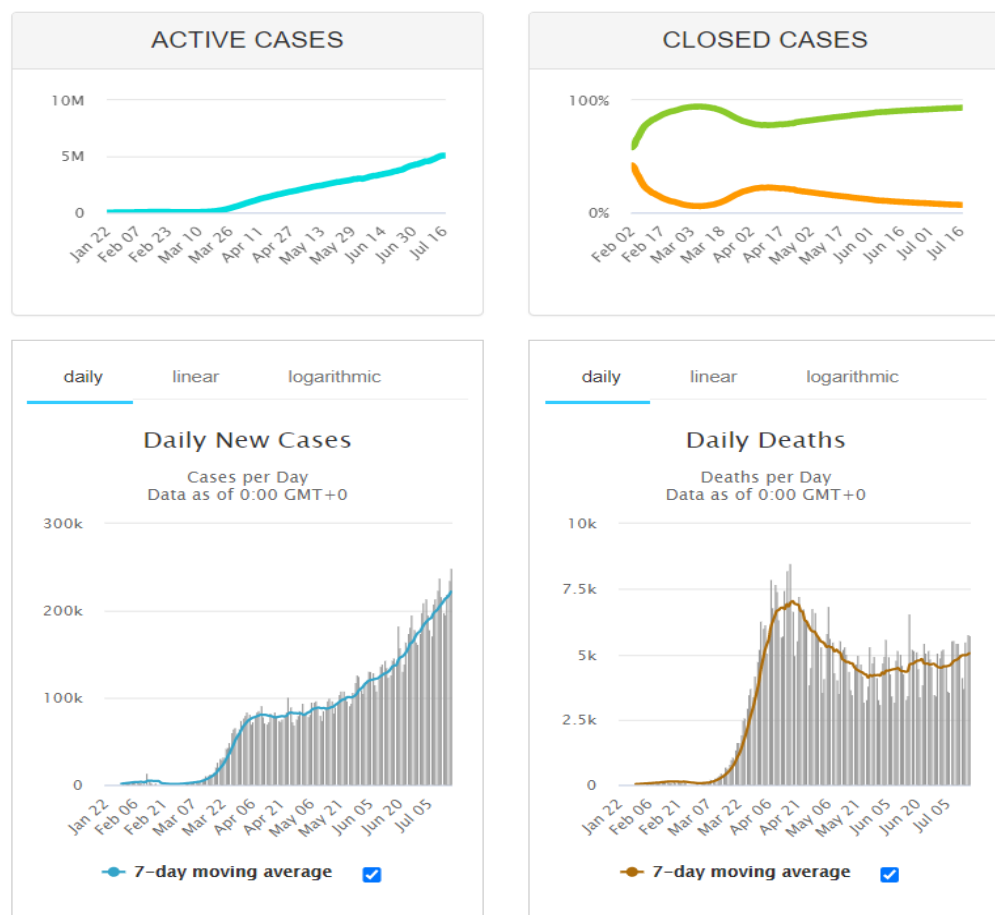 ACTIVE CASES
10M
5M
0
Jan 22 Feb 07 Feb 23 Mar 10 Mar 26 Apr 11 Apr 27 May 13 May 29 Jun 14 Jun 30 Jul 16
CLOSED CASES
100%
0%
Feb 02 Feb 17 Mar 03 Mar 18 Apr 02 Apr 17 May 02 May 17 Jun 01 Jun 16 Jul 01 Jul 16
daily linear logarithmic
Daily New Cases
Cases per Day
Data as of 0:00 GMT+0
300k
200k
100k
0
Jan 22 Feb 06 Feb 21 Mar 07 Mar 22 Apr 06 Apr 21 May 06 May 21 Jun 05 Jun 20 Jul 05
7-day moving average
daily linear logarithmic
Daily Deaths
Deaths per Day
Data as of 0:00 GMT+0
10k
7.5k
5k
2.5k
0
Jan 22 Feb 06 Feb 21 Mar 07 Mar 22 Apr 06 Apr 21 May 06 May 21 Jun 05 Jun 20 Jul 05
7-day moving average